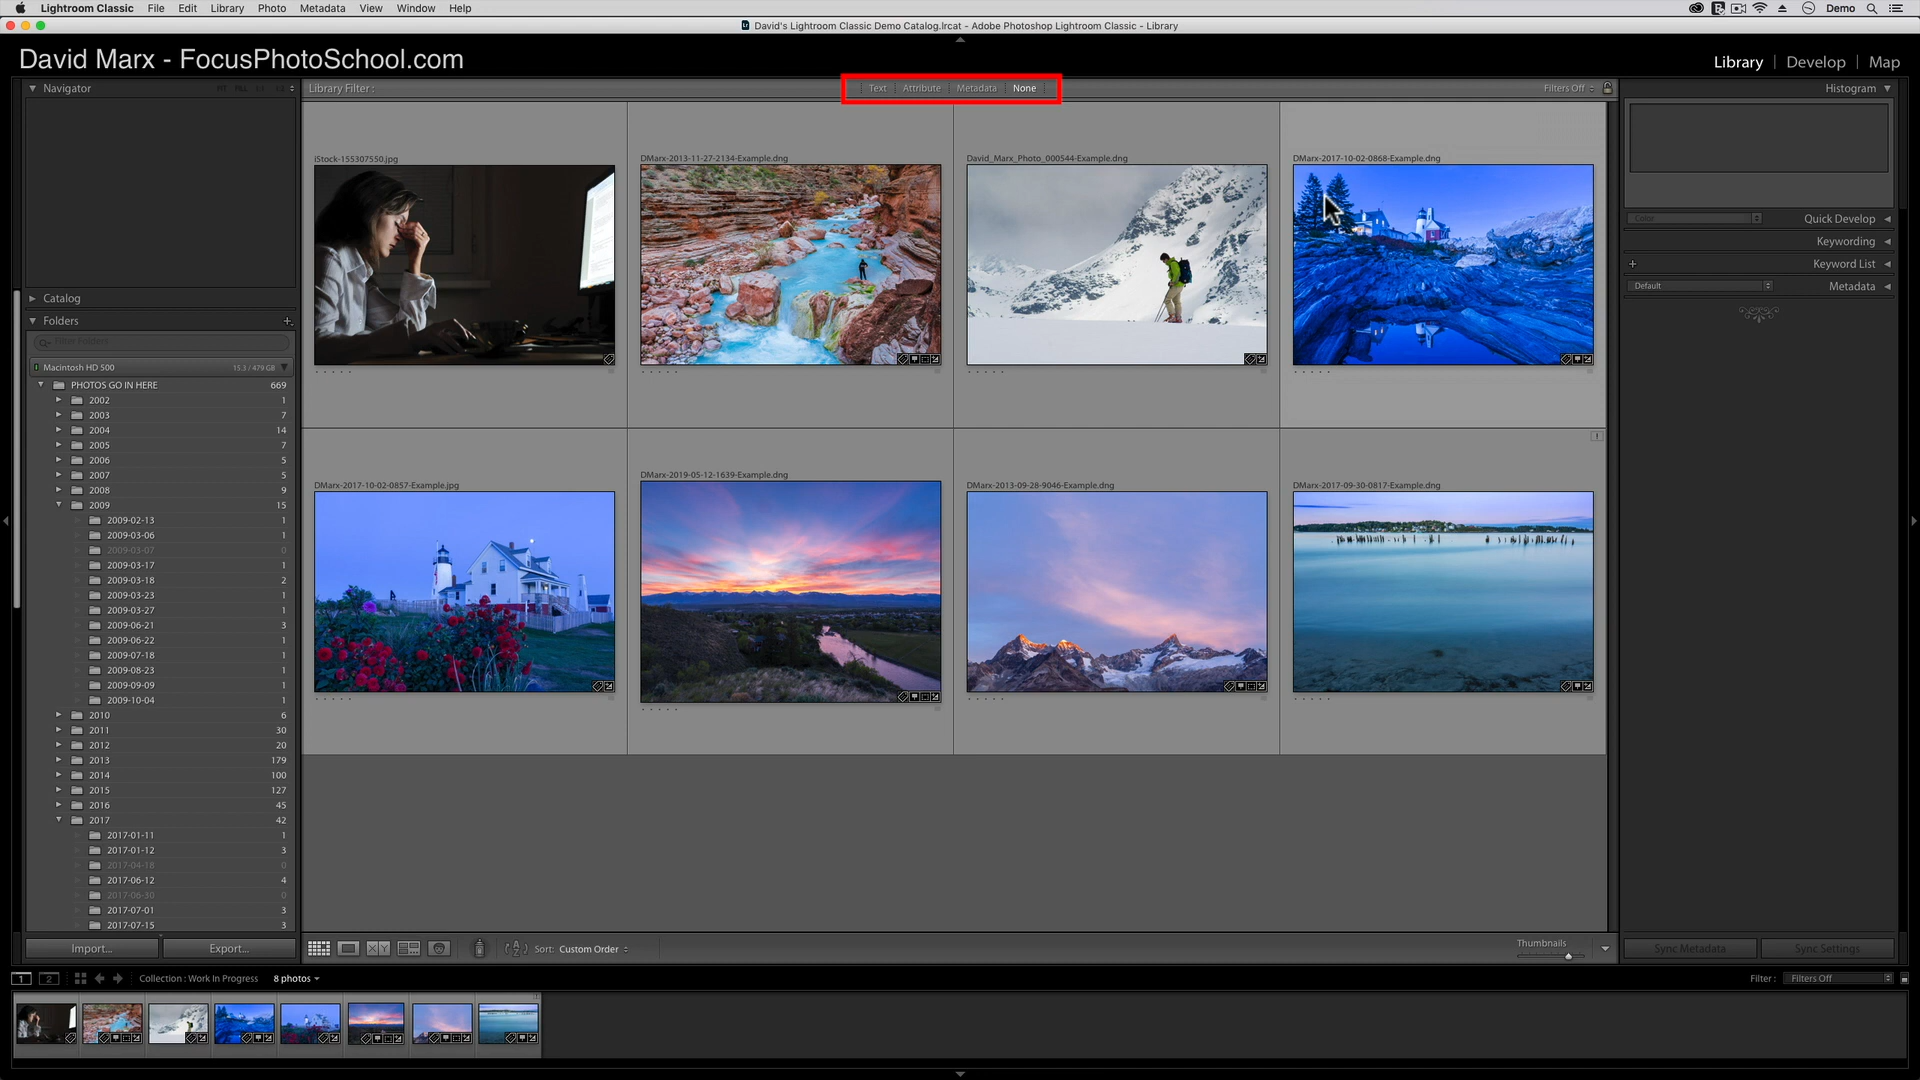 Lightroom Classic File Edit Library Photo Metadata View Window Help Demo
David's Lightroom Classic Demo Catalog.lrcat - Adobe Photoshop Lightroom Classic - Library
David Marx - FocusPhotoSchool.com
Library | Develop | Map
Navigator
Library Filter :
Text Attribute Metadata None
Filters Off
Histogram
iStock-155307550.jpg
DMarx-2013-11-27-2134-Example.dng
David_Marx_Photo_000544-Example.dng
DMarx-2017-10-02-0868-Example.dng
Color
Quick Develop
Keywording
Keyword List
Default
Metadata
Catalog
Folders
Filter Folders
Macintosh HD 500 15.3 / 479 GB
PHOTOS GO IN HERE 669
2002 1
2003 7
2004 14
2005 7
2006 5
2007 5
2008 9
2009 15
2009-02-13 1
2009-03-06 1
2009-03-07 0
2009-03-17 1
2009-03-18 2
2009-03-23 1
2009-03-27 1
2009-06-21 3
2009-06-22 1
2009-07-18 1
2009-08-23 1
2009-09-09 1
2009-10-04 1
2010 6
2011 30
2012 20
2013 179
2014 100
2015 127
2016 45
2017 42
2017-01-11 1
2017-01-12 3
2017-04-18 0
2017-06-12 4
2017-06-30 0
2017-07-01 3
2017-07-15 3
DMarx-2017-10-02-0857-Example.jpg
DMarx-2019-05-12-1639-Example.dng
DMarx-2013-09-28-9046-Example.dng
DMarx-2017-09-30-0817-Example.dng
Import... Export...
Sort: Custom Order
Thumbnails
Sync Metadata Sync Settings
1 2 Collection : Work In Progress 8 photos
Filter : Filters Off